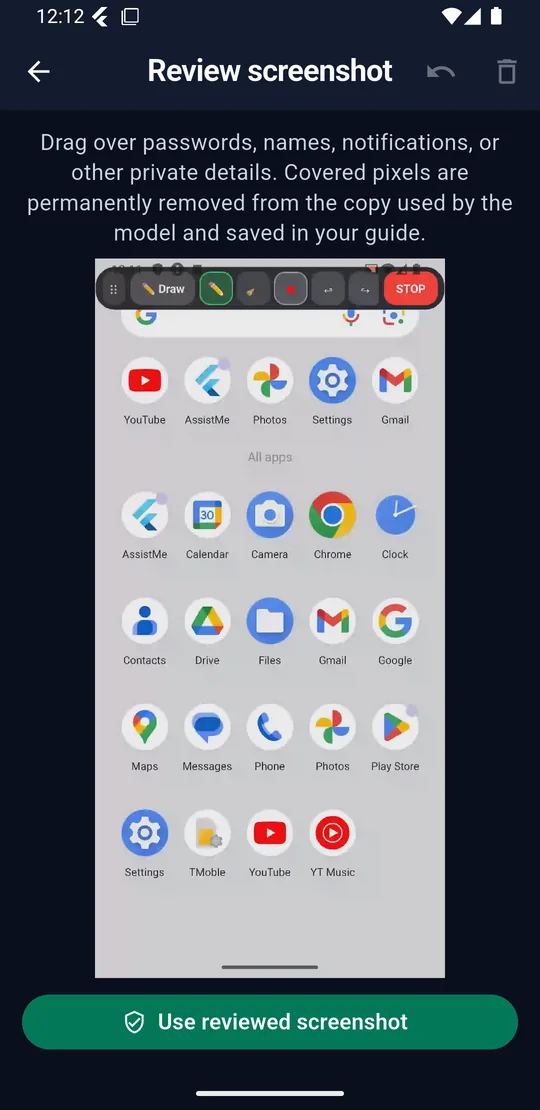 12:12
Review screenshot
Drag over passwords, names, notifications, or
other private details. Covered pixels are
permanently removed from the copy used by the
model and saved in your guide.
Draw
STOP
YouTube AssistMe Photos Settings Gmail
All apps
30
AssistMe Calendar Camera Chrome Clock
Contacts Drive Files Gmail Google
Maps Messages Phone Photos Play Store
Settings TMoble YouTube YT Music
Use reviewed screenshot